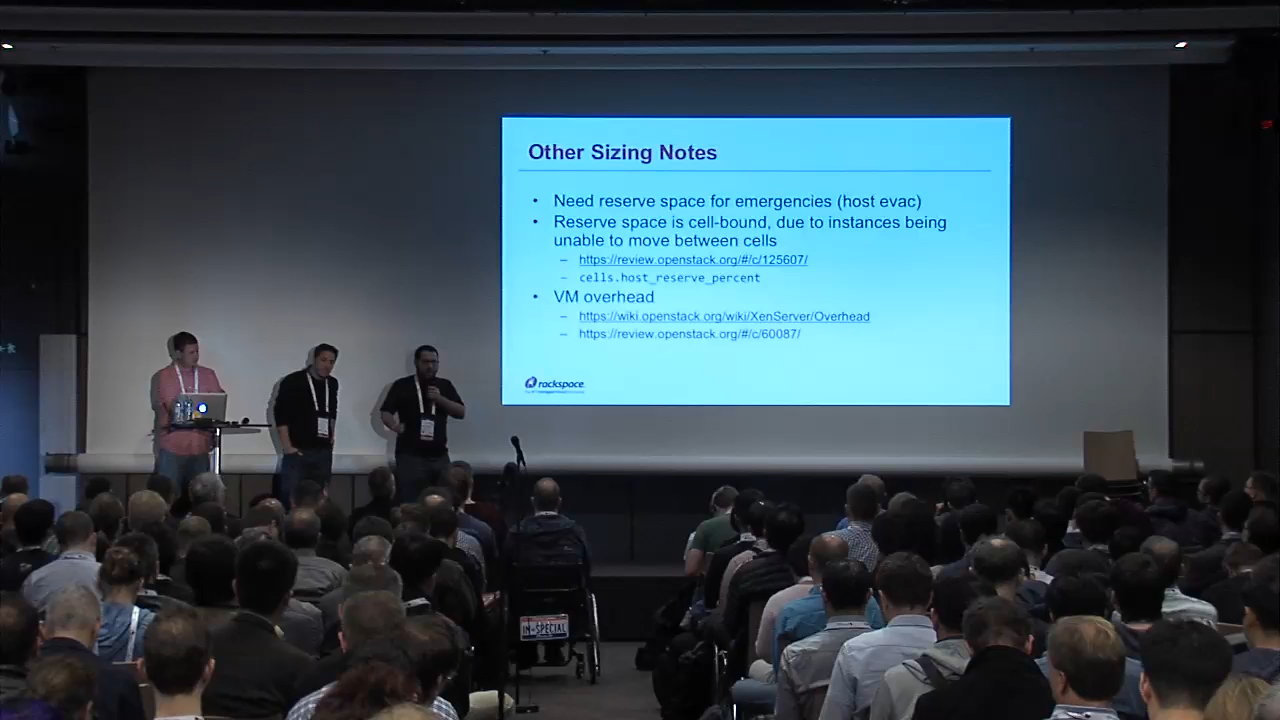 Other Sizing Notes
• Need reserve space for emergencies (host evac)
• Reserve space is cell-bound, due to instances being
unable to move between cells
– https://review.openstack.org/#/c/125607/
– cells.host_reserve_percent
• VM overhead
– https://wiki.openstack.org/wiki/XenServer/Overhead
– https://review.openstack.org/#/c/60087/
rackspace
IN-SPECIAL